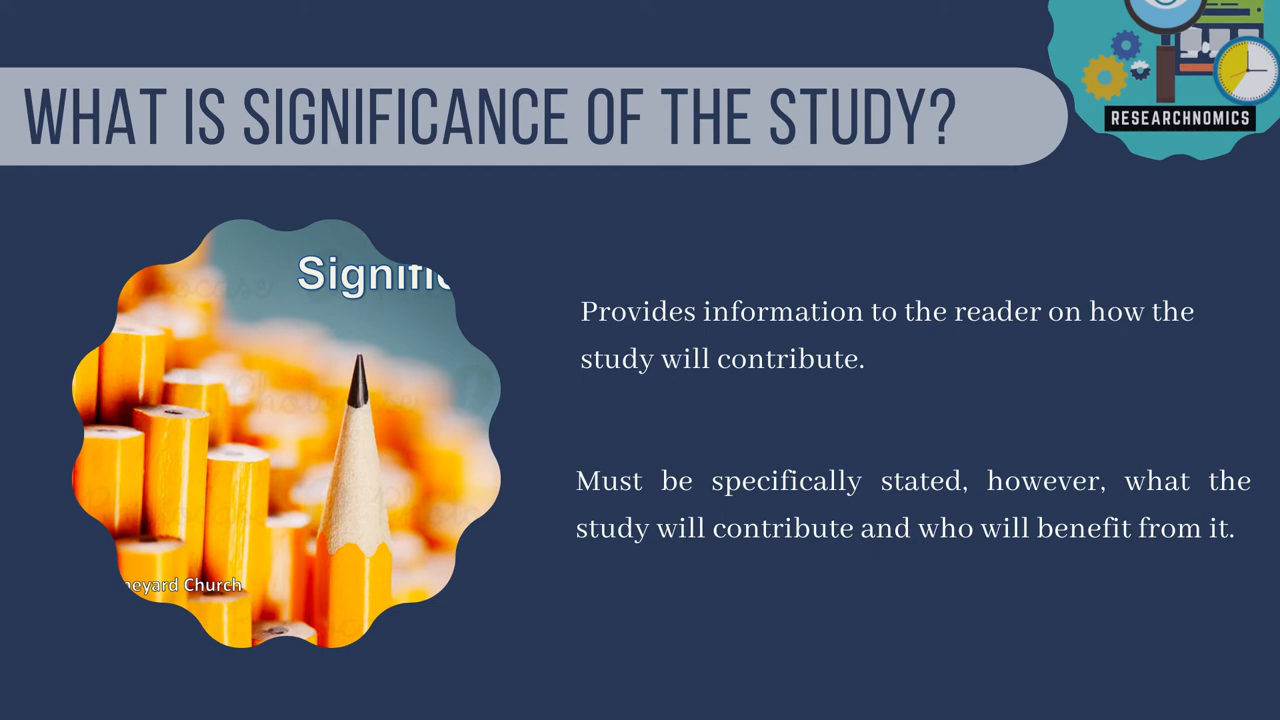 WHAT IS SIGNIFICANCE OF THE STUDY?
RESEARCHNOMICS
Signific
Provides information to the reader on how the
study will contribute.
Must be specifically stated, however, what the
study will contribute and who will benefit from it.
neyard Church